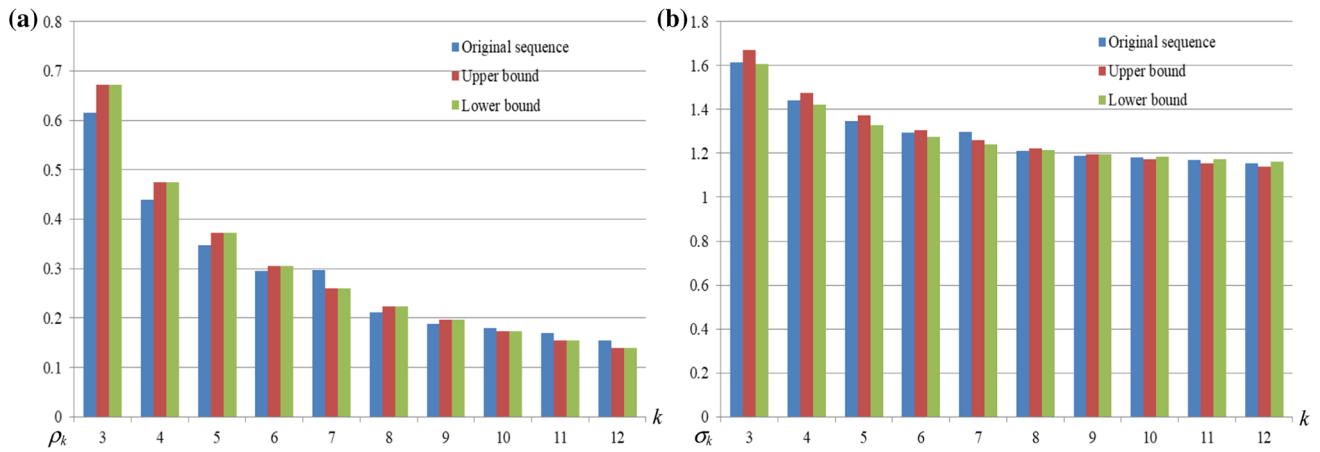 (a)
0.8
0.7
0.6
0.5
0.4
0.3
0.2
0.1
0
Original sequence
Upper bound
Lower bound
ρk 3 4 5 6 7 8 9 10 11 12 k
(b)
1.8
1.6
1.4
1.2
1
0.8
0.6
0.4
0.2
0
Original sequence
Upper bound
Lower bound
σk 3 4 5 6 7 8 9 10 11 12 k